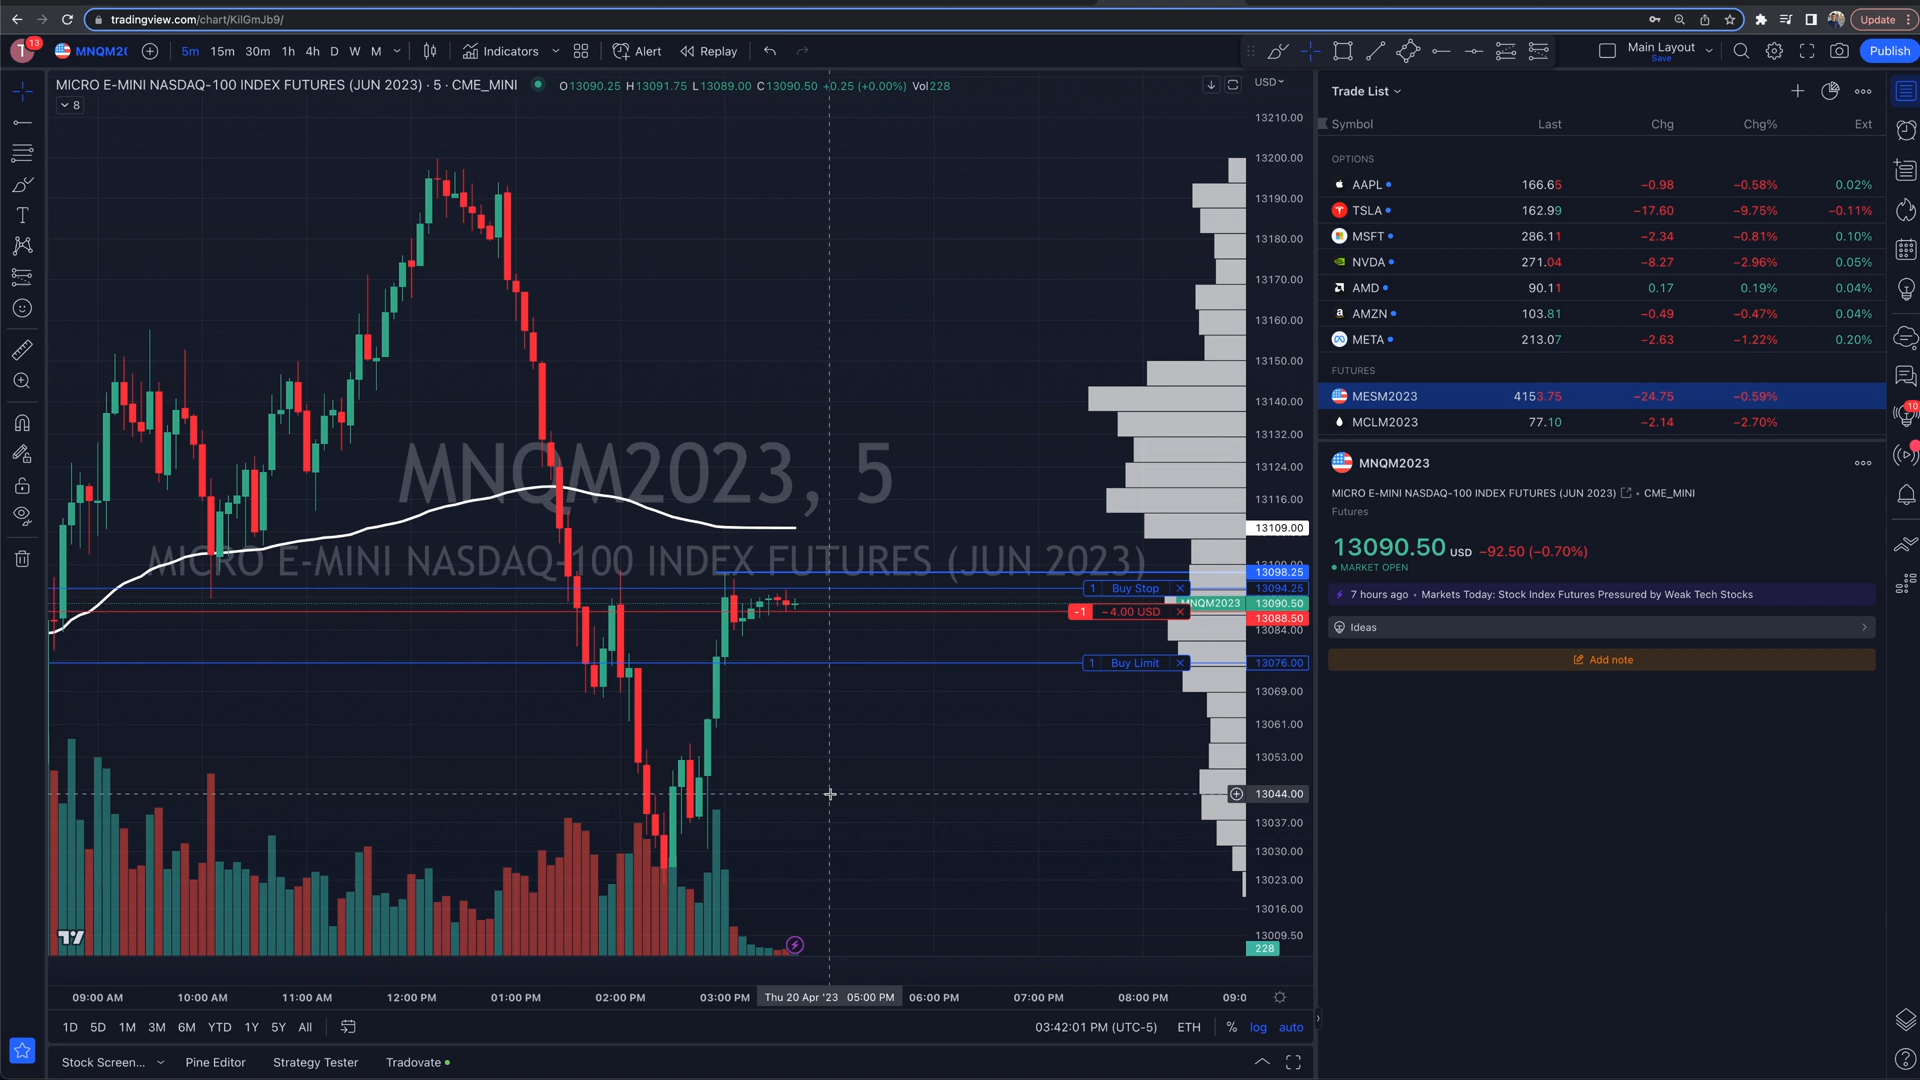 tradingview.com/chart/KilGmJb9/
Update
T
13
MNQM2(
5m 15m 30m 1h 4h D W M
Indicators
Alert
Replay
Main Layout
Save
Publish
MICRO E-MINI NASDAQ-100 INDEX FUTURES (JUN 2023) · 5 · CME_MINI
O13090.25 H13091.75 L13089.00 C13090.50 +0.25 (+0.00%) Vol228
8
USD
MNQM2023, 5
MICRO E-MINI NASDAQ-100 INDEX FUTURES (JUN 2023)
13210.00
13200.00
13190.00
13180.00
13170.00
13160.00
13150.00
13140.00
13132.00
13124.00
13116.00
13109.00
13100.00
13098.25
1 Buy Stop 13094.25
MNQM2023 13090.50
-1 −4.00 USD 13088.50
13084.00
1 Buy Limit 13076.00
13069.00
13061.00
13053.00
13044.00
13037.00
13030.00
13023.00
13016.00
13009.50
228
09:00 AM 10:00 AM 11:00 AM 12:00 PM 01:00 PM 02:00 PM 03:00 PM Thu 20 Apr '23 05:00 PM 06:00 PM 07:00 PM 08:00 PM 09:0
1D 5D 1M 3M 6M YTD 1Y 5Y All
03:42:01 PM (UTC-5) ETH % log auto
Stock Screen... Pine Editor Strategy Tester Tradovate
Trade List
Symbol Last Chg Chg% Ext
OPTIONS
AAPL 166.65 −0.98 −0.58% 0.02%
TSLA 162.99 −17.60 −9.75% −0.11%
MSFT 286.11 −2.34 −0.81% 0.10%
NVDA 271.04 −8.27 −2.96% 0.05%
AMD 90.11 0.17 0.19% 0.04%
AMZN 103.81 −0.49 −0.47% 0.04%
META 213.07 −2.63 −1.22% 0.20%
FUTURES
MESM2023 4153.75 −24.75 −0.59%
MCLM2023 77.10 −2.14 −2.70%
MNQM2023
MICRO E-MINI NASDAQ-100 INDEX FUTURES (JUN 2023) • CME_MINI
Futures
13090.50 USD −92.50 (−0.70%)
MARKET OPEN
7 hours ago • Markets Today: Stock Index Futures Pressured by Weak Tech Stocks
Ideas
Add note
10